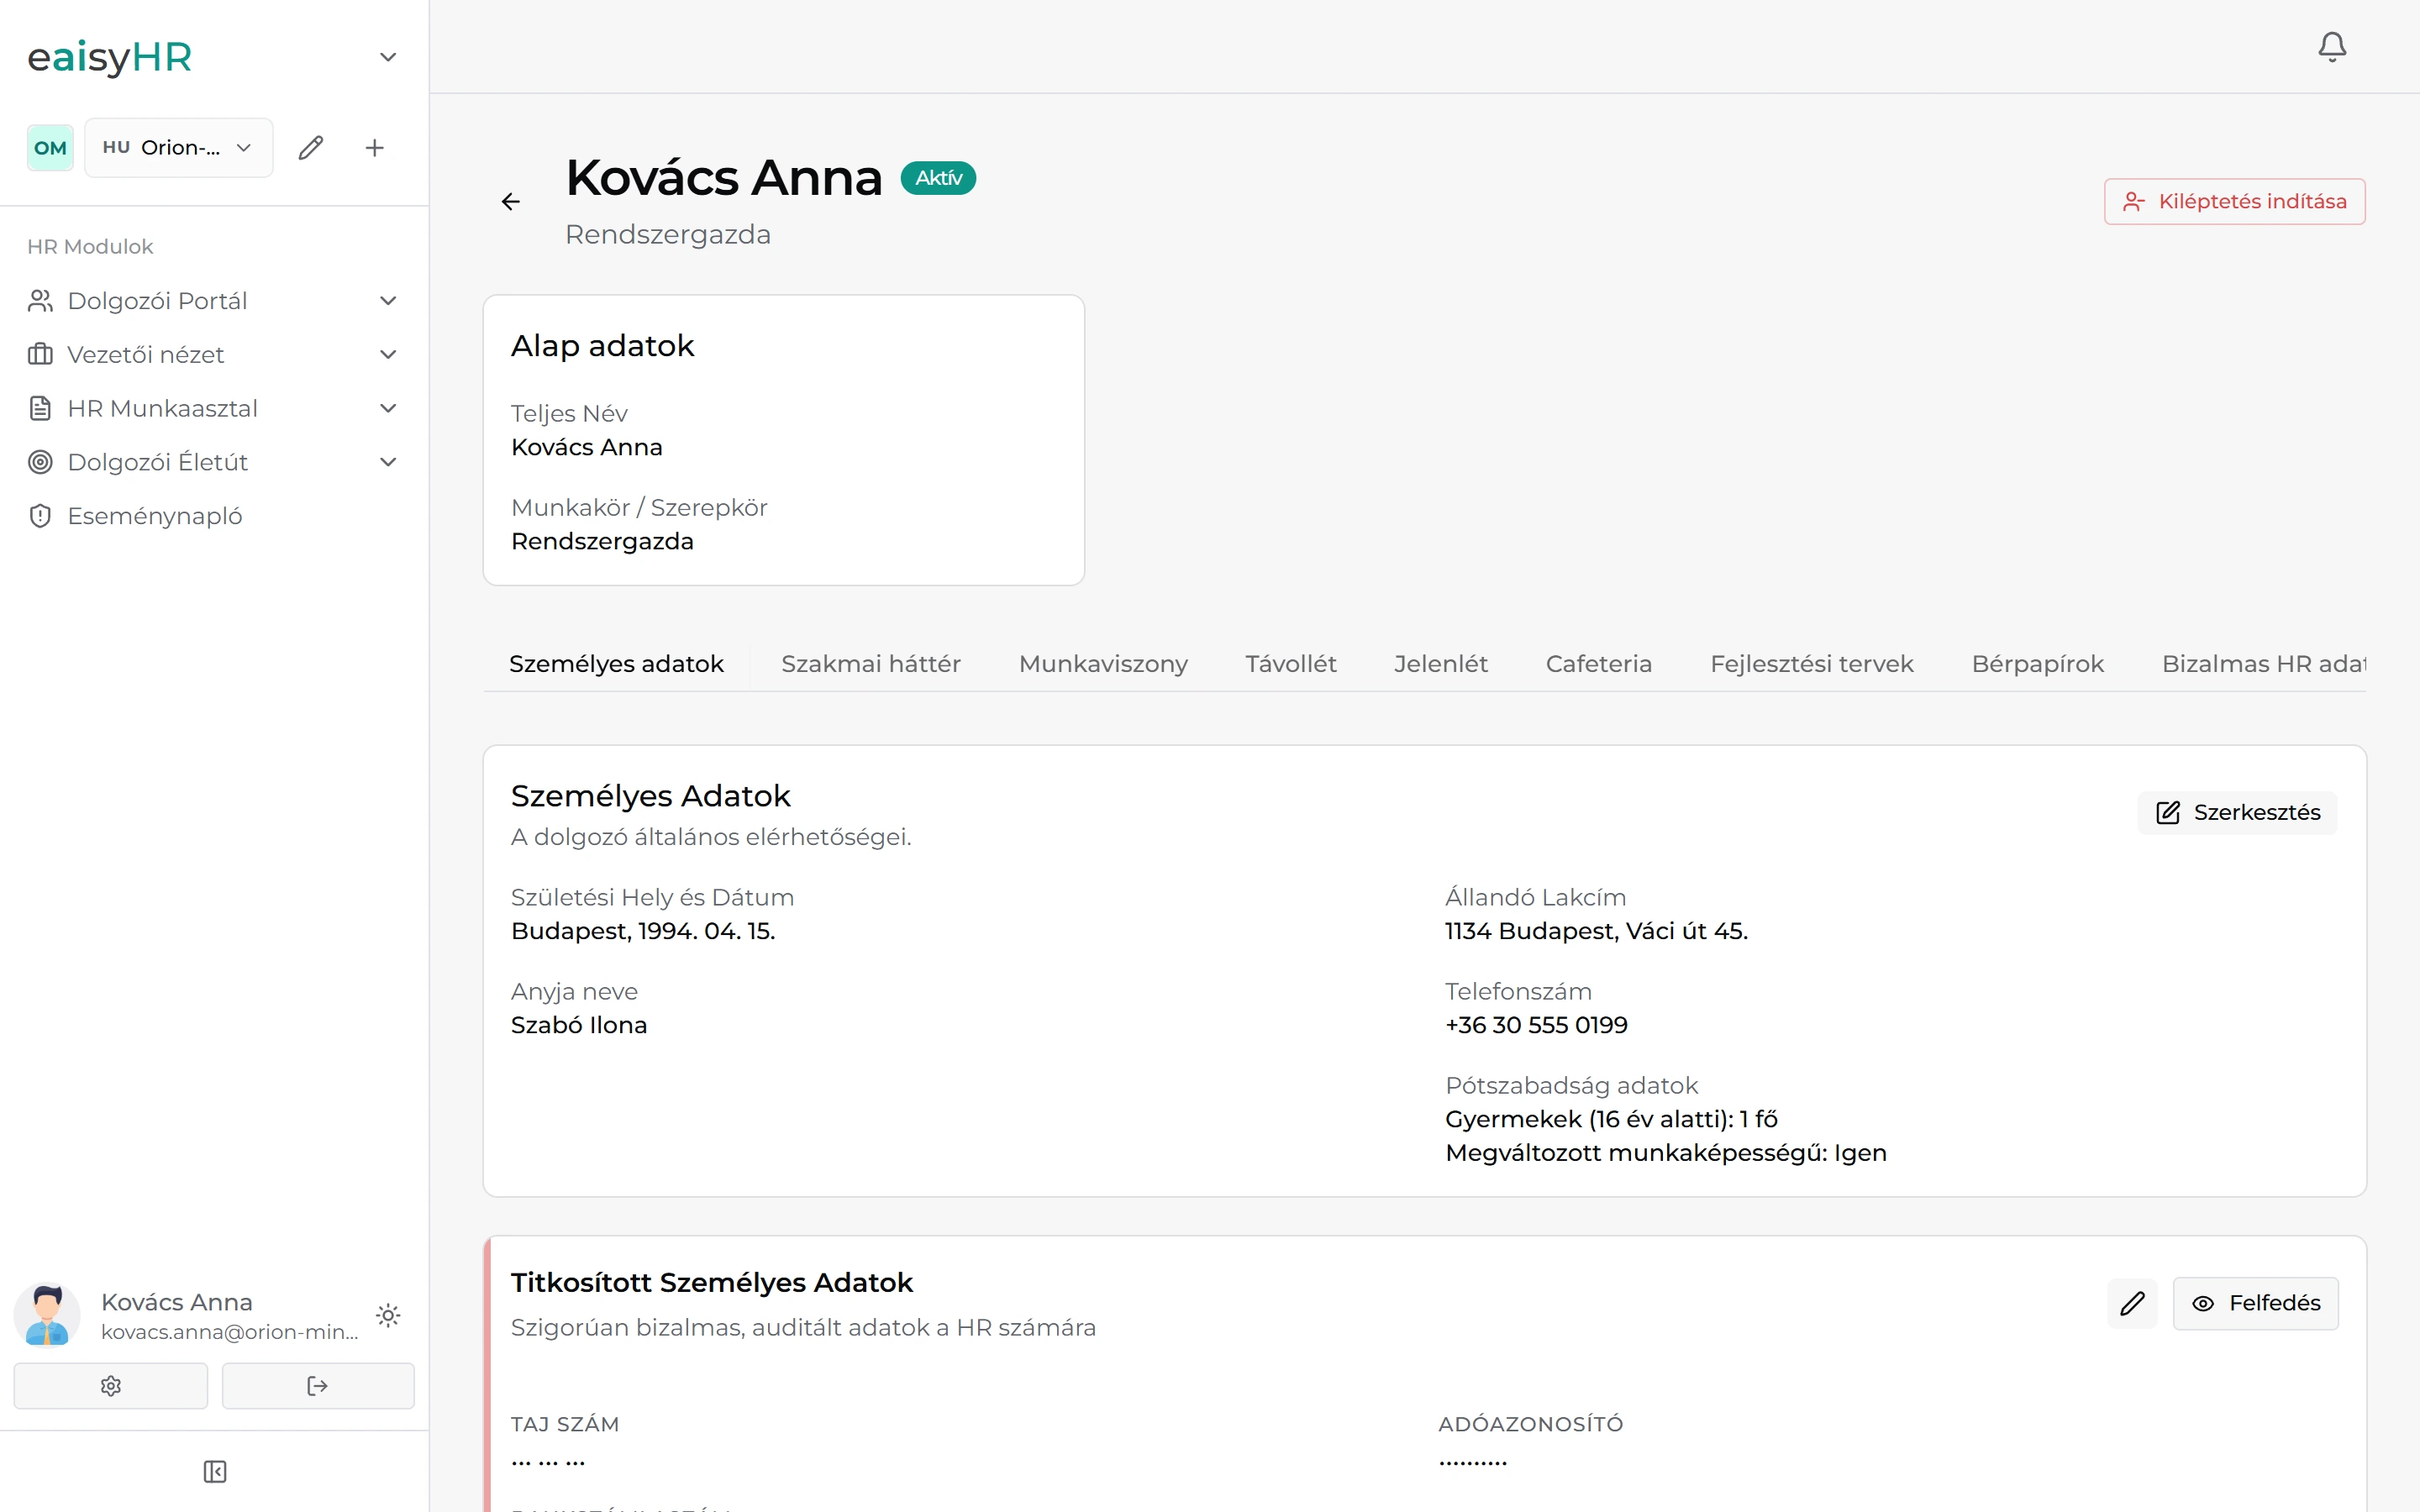 eaisyHR
OM HU Orion-...
HR Modulok
Dolgozói Portál
Vezetői nézet
HR Munkaasztal
Dolgozói Életút
Eseménynapló
Kovács Anna
kovacs.anna@orion-min...
Kovács Anna Aktív
Rendszergazda
Kiléptetés indítása
Alap adatok
Teljes Név
Kovács Anna
Munkakör / Szerepkör
Rendszergazda
Személyes adatok Szakmai háttér Munkaviszony Távollét Jelenlét Cafeteria Fejlesztési tervek Bérpapírok Bizalmas HR adat
Személyes Adatok
A dolgozó általános elérhetőségei.
Szerkesztés
Születési Hely és Dátum
Budapest, 1994. 04. 15.
Anyja neve
Szabó Ilona
Állandó Lakcím
1134 Budapest, Váci út 45.
Telefonszám
+36 30 555 0199
Pótszabadság adatok
Gyermekek (16 év alatti): 1 fő
Megváltozott munkaképességű: Igen
Titkosított Személyes Adatok
Szigorúan bizalmas, auditált adatok a HR számára
Felfedés
TAJ SZÁM
... ... ...
ADÓAZONOSÍTÓ
..........